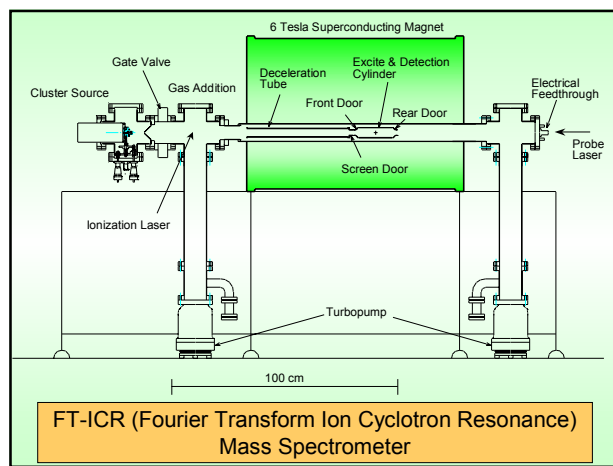 6 Tesla Superconducting Magnet
Gate Valve
Cluster Source
Gas Addition
Deceleration
Tube
Excite & Detection
Cylinder
Front Door
Rear Door
Electrical
Feedthrough
Probe
Laser
Screen Door
Ionization Laser
Turbopump
100 cm
FT-ICR (Fourier Transform Ion Cyclotron Resonance)
Mass Spectrometer